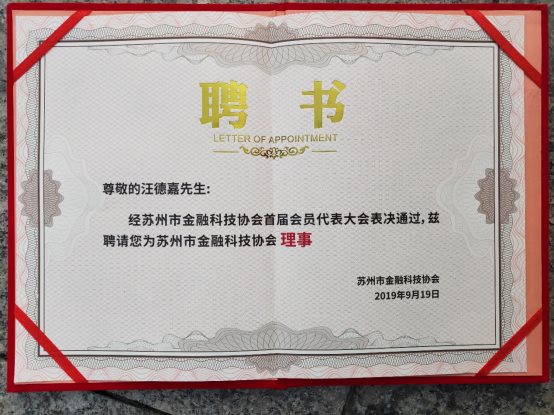 聘 书
LETTER OF APPOINTMENT
尊敬的汪德嘉先生:
经苏州市金融科技协会首届会员代表大会表决通过,兹
聘请您为苏州市金融科技协会 理事
苏州市金融科技协会
2019年9月19日